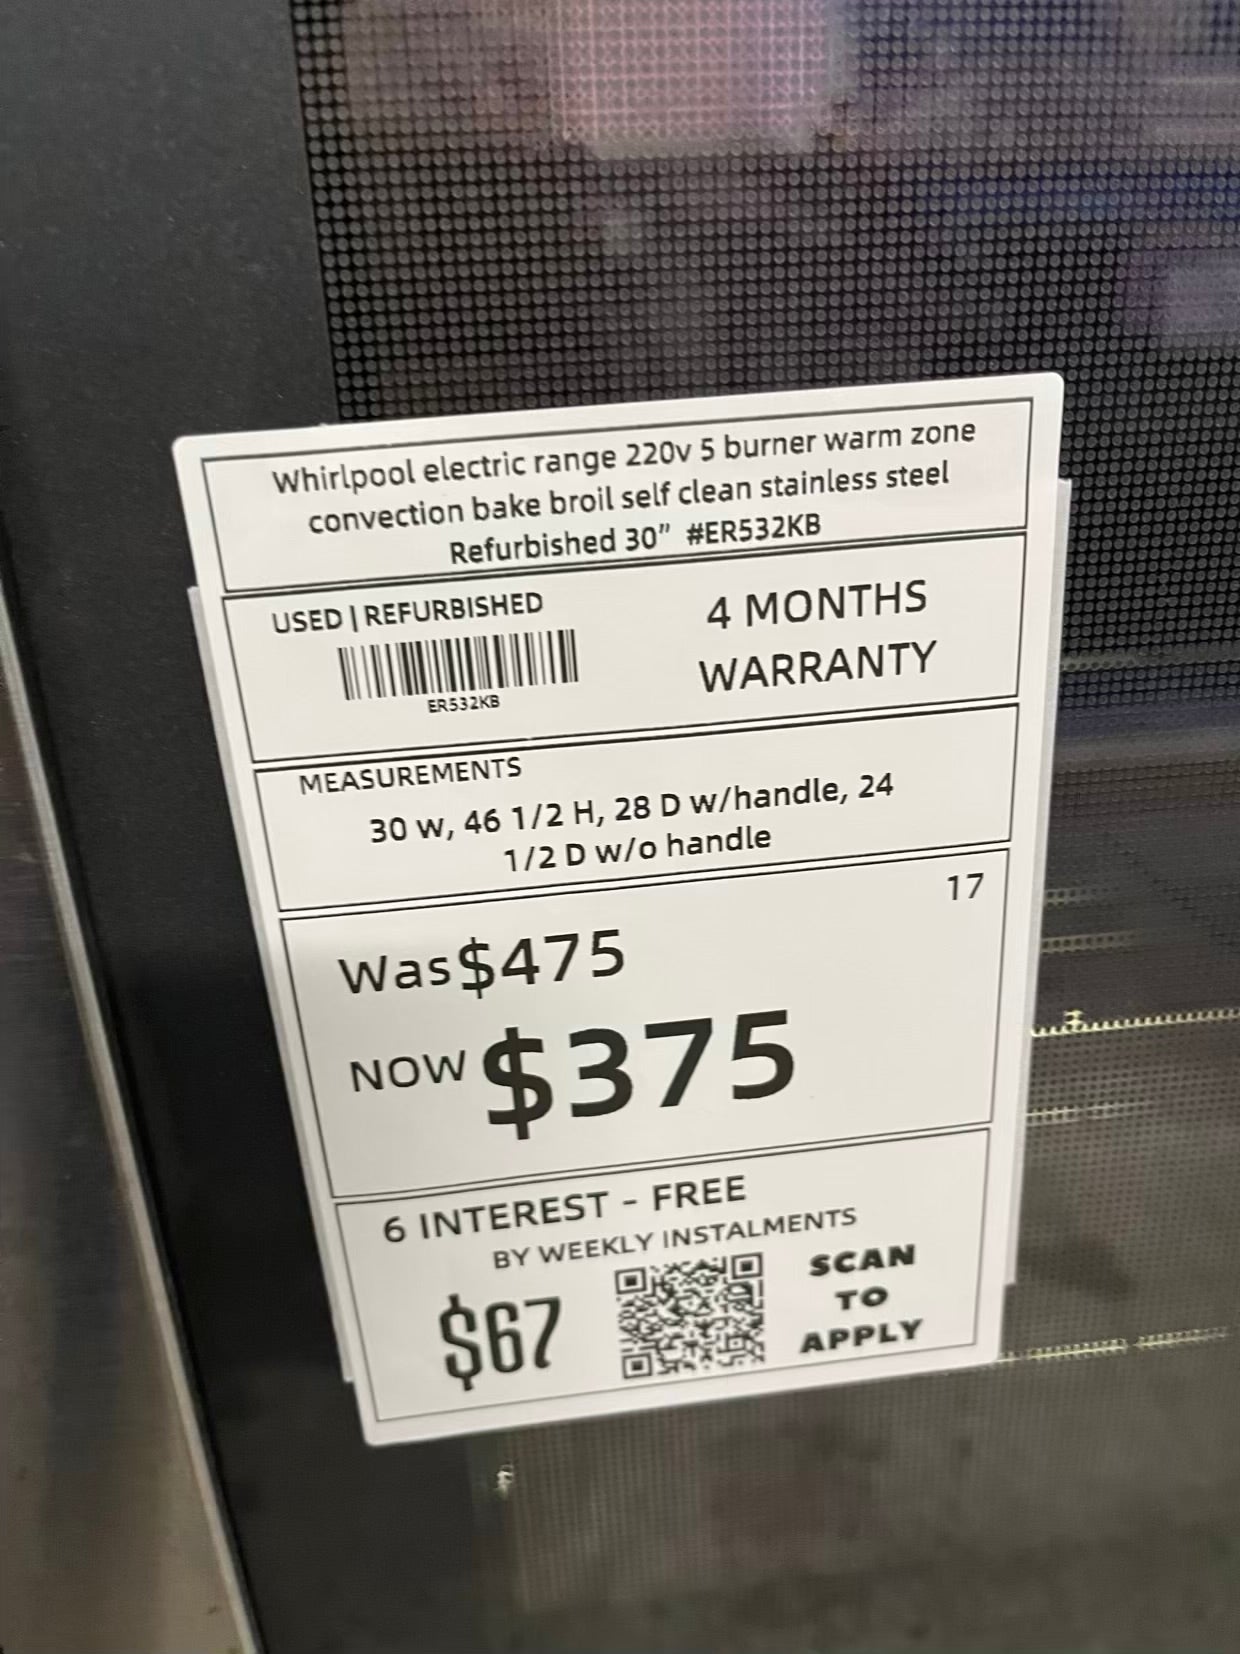 Whirlpool electric range 220v 5 burner warm zone
convection bake broil self clean stainless steel
Refurbished 30” #ER532KB
USED | REFURBISHED
ER532KB
4 MONTHS
WARRANTY
MEASUREMENTS
30 w, 46 1/2 H, 28 D w/handle, 24
1/2 D w/o handle
17
Was $475
NOW $375
6 INTEREST - FREE
BY WEEKLY INSTALMENTS
$67
SCAN
TO
APPLY